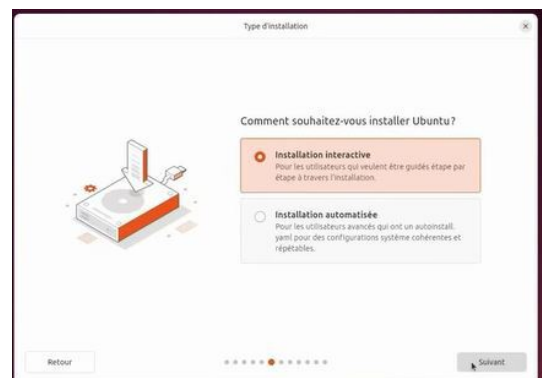 Type d'installation
Comment souhaitez-vous installer Ubuntu ?
Installation interactive
Pour les utilisateurs qui veulent être guidés étape par
étape à travers l'installation.
Installation automatisée
Pour les utilisateurs avancés qui ont un autoinstall.
yaml pour des configurations système cohérentes et
répétables.
Retour
Suivant